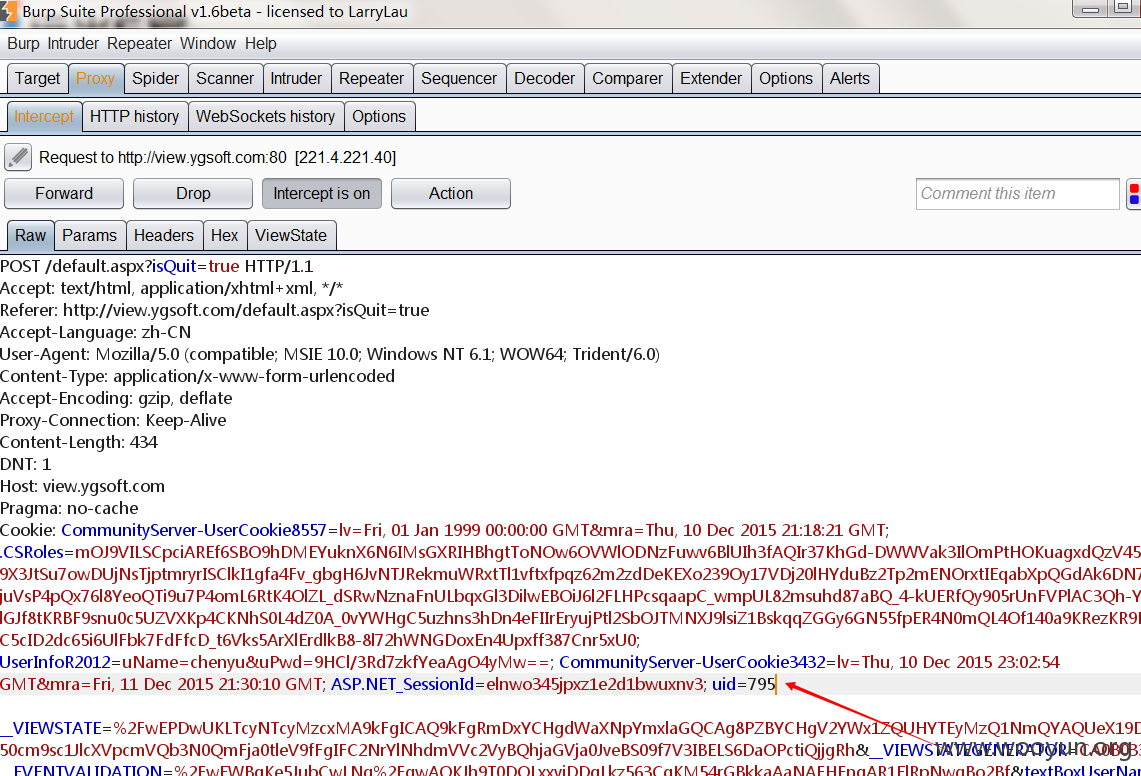 Burp Suite Professional v1.6beta - licensed to LarryLau
Burp Intruder Repeater Window Help
Target Proxy Spider Scanner Intruder Repeater Sequencer Decoder Comparer Extender Options Alerts
Intercept HTTP history WebSockets history Options
Request to http://view.ygsoft.com:80 [221.4.221.40]
Forward Drop Intercept is on Action Comment this item
Raw Params Headers Hex ViewState
POST /default.aspx?isQuit=true HTTP/1.1
Accept: text/html, application/xhtml+xml, */*
Referer: http://view.ygsoft.com/default.aspx?isQuit=true
Accept-Language: zh-CN
User-Agent: Mozilla/5.0 (compatible; MSIE 10.0; Windows NT 6.1; WOW64; Trident/6.0)
Content-Type: application/x-www-form-urlencoded
Accept-Encoding: gzip, deflate
Proxy-Connection: Keep-Alive
Content-Length: 434
DNT: 1
Host: view.ygsoft.com
Pragma: no-cache
Cookie: CommunityServer-UserCookie8557=lv=Fri, 01 Jan 1999 00:00:00 GMT&mra=Thu, 10 Dec 2015 21:18:21 GMT;
.CSRoles=mOJ9VILSCpciAREf6SBO9hDMEYuknX6N6IMsGXRIHBhgtToNOw6OVWlODNzFuwv6BlUIh3fAQIr37KhGd-DWWVak3IlOmPtHOKuagxdQzV45
9X3JtSu7owDUjNsTjptmryrISClkI1gfa4Fv_gbgH6JvNTJRekmuWRxtTl1vftxfpqz62m2zdDeKEXo239Oy17VDj20lHYduBz2Tp2mENOrxtIEqabXpQGdAk6DN7
juVsP4pQx76l8YeoQTi9u7P4omL6RtK4OlZL_dSRwNznaFnULbqxGl3DilwEBOiJ6l2FLHPcsqaapC_wmpUL82msuhd87aBQ_4-kUERfQy905rUnFVPlAC3Qh-Y
lGJf8tKRBF9snu0c5UZVXKp4CKNhS0L4dZ0A_0vYWHgC5uzhns3hDn4eFIIrEryujPtl2SbOJTMNXJ9lsiZ1BskqqZGGy6GN55fpER4N0mQL4Of140a9KRezKR9
C5cID2dc65i6UlFbk7FdFfcD_t6Vks5ArXlErdlkB8-8l72hWNGDoxEn4Upxff387Cnr5xU0;
UserInfoR2012=uName=chenyu&uPwd=9HCl/3Rd7zkfYeaAgO4yMw==; CommunityServer-UserCookie3432=lv=Thu, 10 Dec 2015 23:02:54
GMT&mra=Fri, 11 Dec 2015 21:30:10 GMT; ASP.NET_SessionId=elnwo345jpxz1e2d1bwuxnv3; uid=795
__VIEWSTATE=%2FwEPDwUKLTcyNTcyMzcxMA9kFgICAQ9kFgRmDxYCHgdWaXNpYmxlaGQCAg8PZBYCHgV2YWx1ZQUHYTEyMzQ1NmQYAQUeX19D
50cm9sc1JlcXVpcmVQb3N0QmFja0tleV9fFgIFC2NrYlNhdmVVc2VyBQhjaGVja0JveBS09f7V3IBELS6DaOPctiQjjgRh&__VIEWSTATEGENERATOR=CA0B
www.wooyun.org